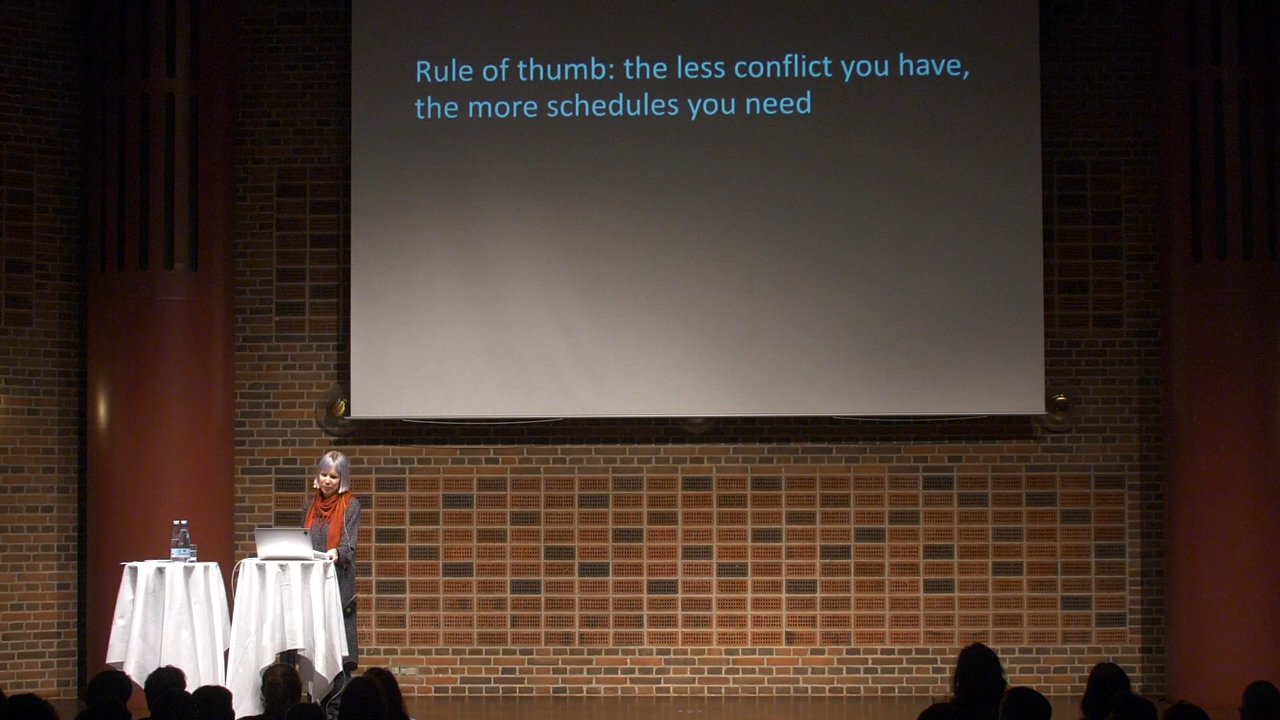 Rule of thumb: the less conflict you have,
the more schedules you need